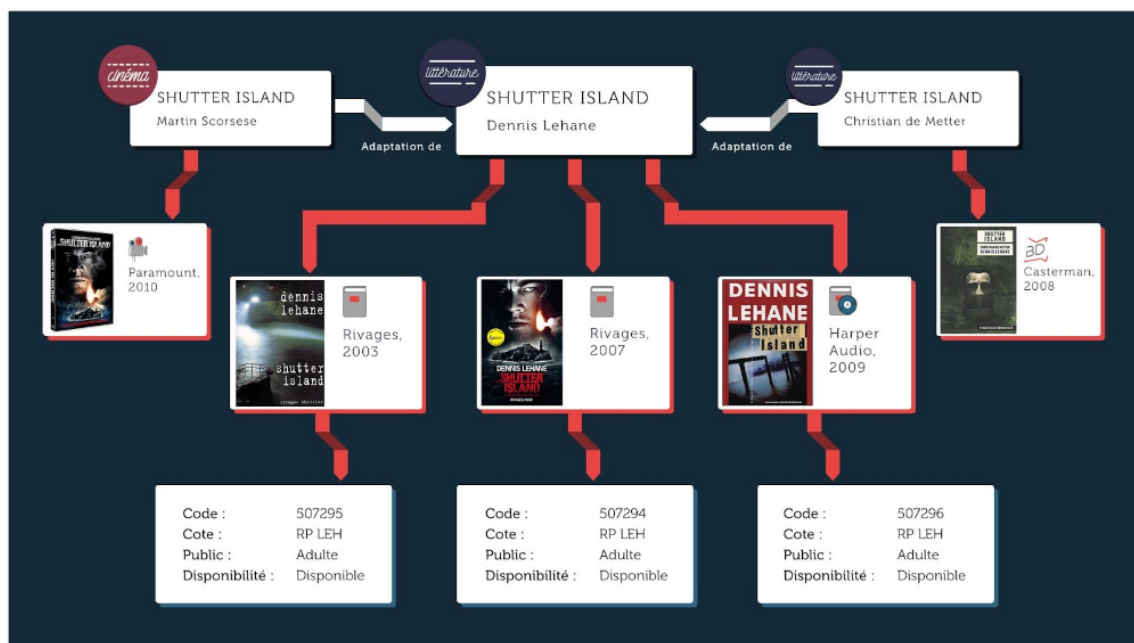 cinéma
SHUTTER ISLAND
Martin Scorsese
littérature
SHUTTER ISLAND
Dennis Lehane
littérature
SHUTTER ISLAND
Christian de Metter
Adaptation de
Adaptation de
SHUTTER ISLAND
Paramount,
2010
dennis
lehane
shutter
island
rivages thriller
Rivages,
2003
DENNIS LEHANE
SHUTTER
ISLAND
Rivages,
2007
DENNIS
LEHANE
Shutter
Island
Harper
Audio,
2009
SHUTTER
ISLAND
BD
Casterman,
2008
Code : 507295
Cote : RP LEH
Public : Adulte
Disponibilité : Disponible
Code : 507294
Cote : RP LEH
Public : Adulte
Disponibilité : Disponible
Code : 507296
Cote : RP LEH
Public : Adulte
Disponibilité : Disponible